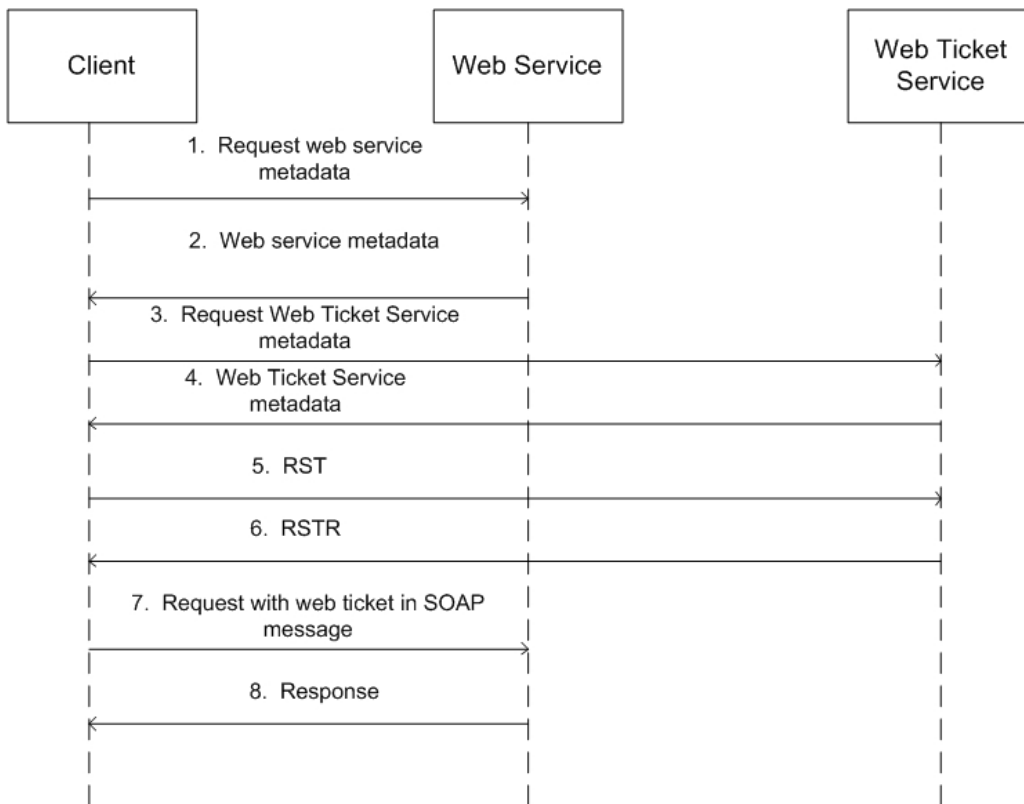 Client
Web Service
Web Ticket
Service
1. Request web service
metadata
2. Web service metadata
3. Request Web Ticket Service
metadata
4. Web Ticket Service
metadata
5. RST
6. RSTR
7. Request with web ticket in SOAP
message
8. Response